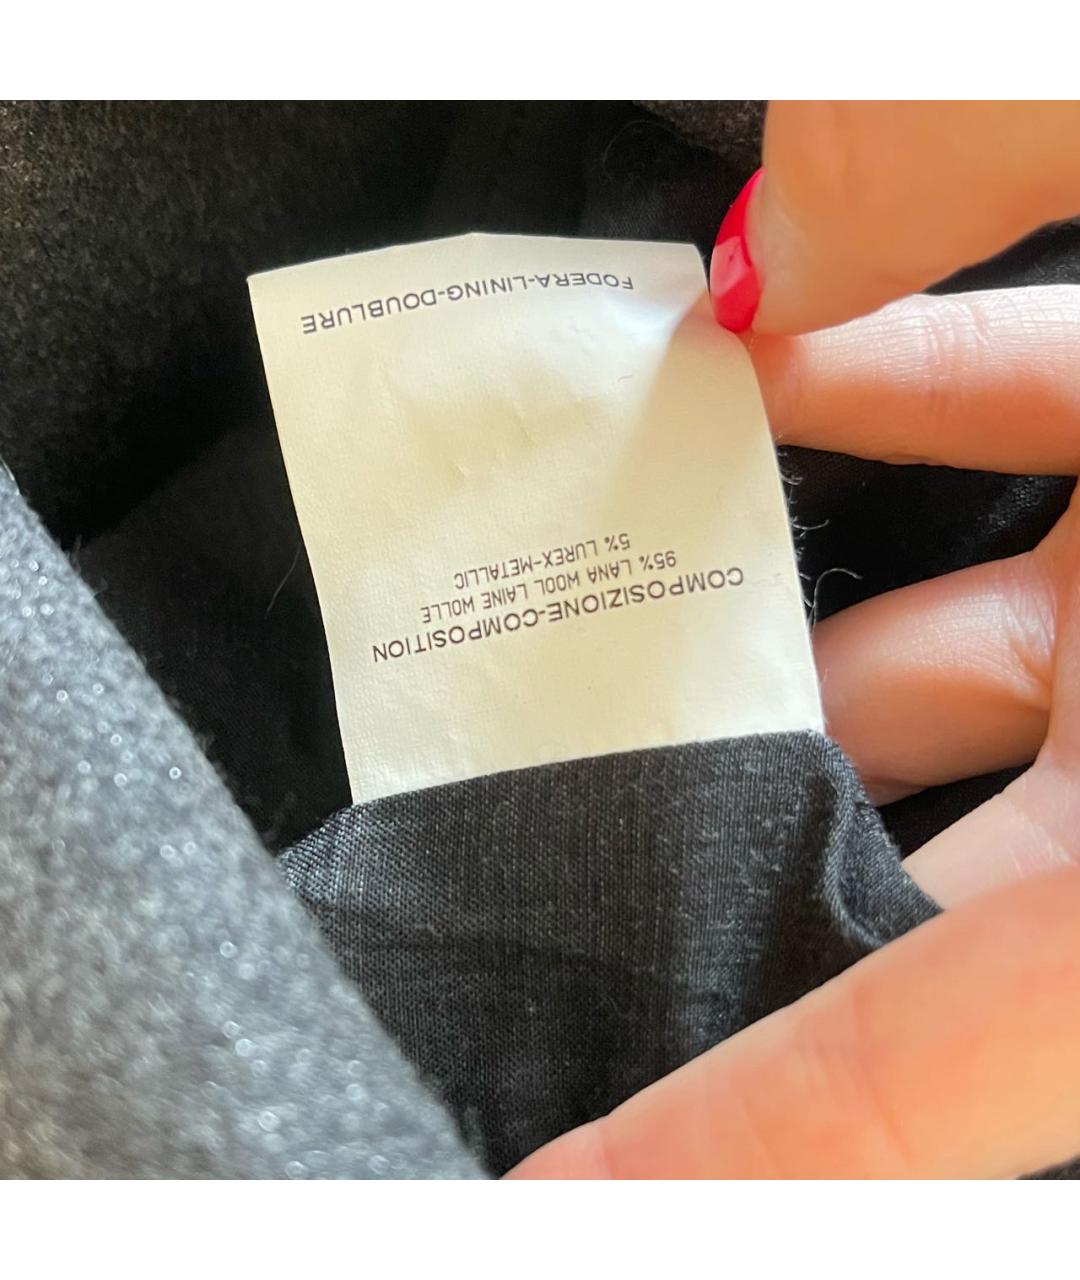 COMPOSIZIONE-COMPOSITION
95% LANA WOOL LAINE WOLLE
5% LUREX-METALLIC
FODERA-LINING-DOUBLURE